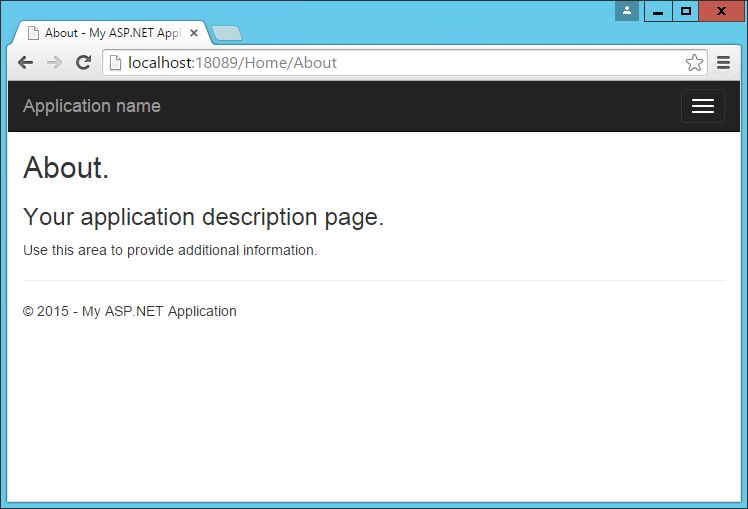 About - My ASP.NET Appl
localhost:18089/Home/About
Application name
About.
Your application description page.
Use this area to provide additional information.
© 2015 - My ASP.NET Application